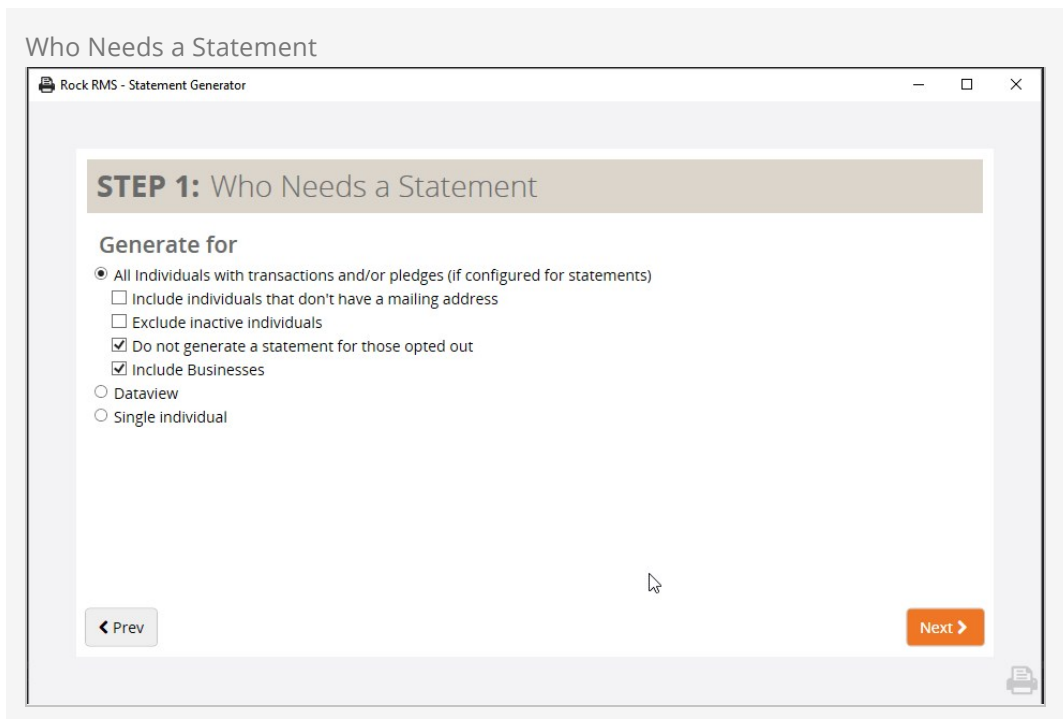 Who Needs a Statement
Rock RMS - Statement Generator
STEP 1: Who Needs a Statement
Generate for
All Individuals with transactions and/or pledges (if configured for statements)
Include individuals that don't have a mailing address
Exclude inactive individuals
Do not generate a statement for those opted out
Include Businesses
Dataview
Single individual
Prev
Next